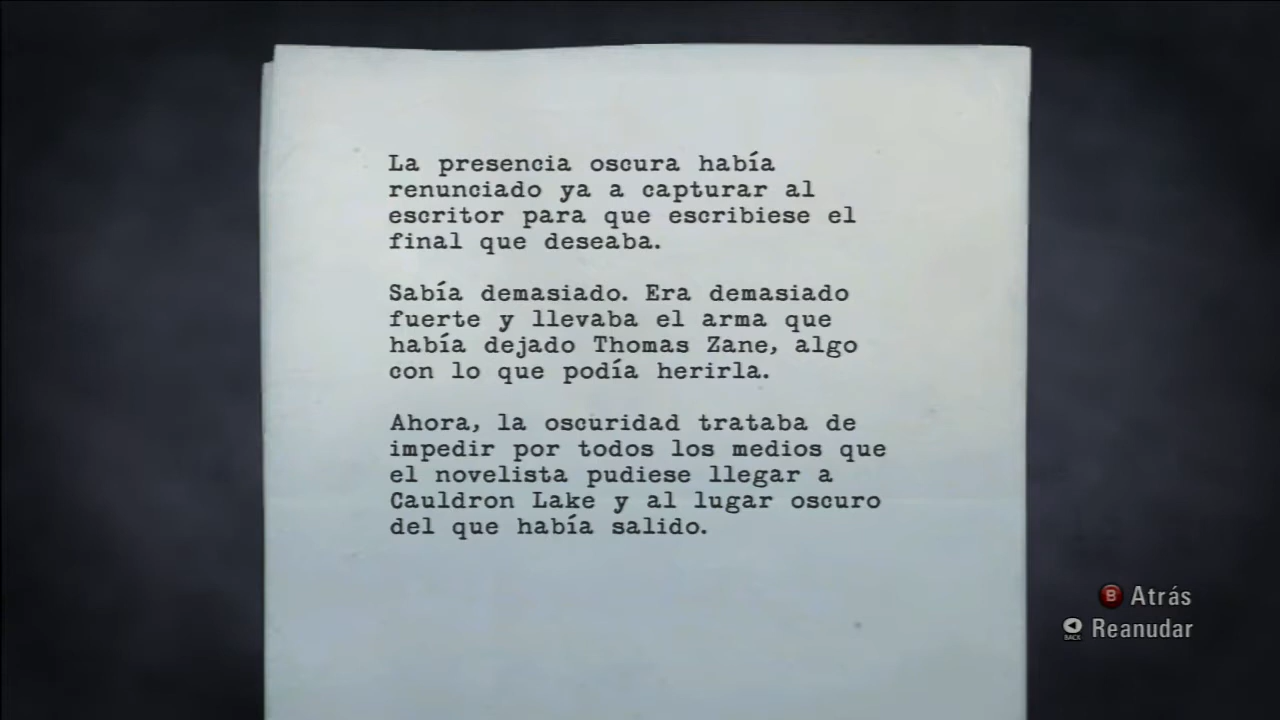 La presencia oscura había
renunciado ya a capturar al
escritor para que escribiese el
final que deseaba.
Sabía demasiado. Era demasiado
fuerte y llevaba el arma que
había dejado Thomas Zane, algo
con lo que podía herirla.
Ahora, la oscuridad trataba de
impedir por todos los medios que
el novelista pudiese llegar a
Cauldron Lake y al lugar oscuro
del que había salido.
B Atrás
BACK Reanudar